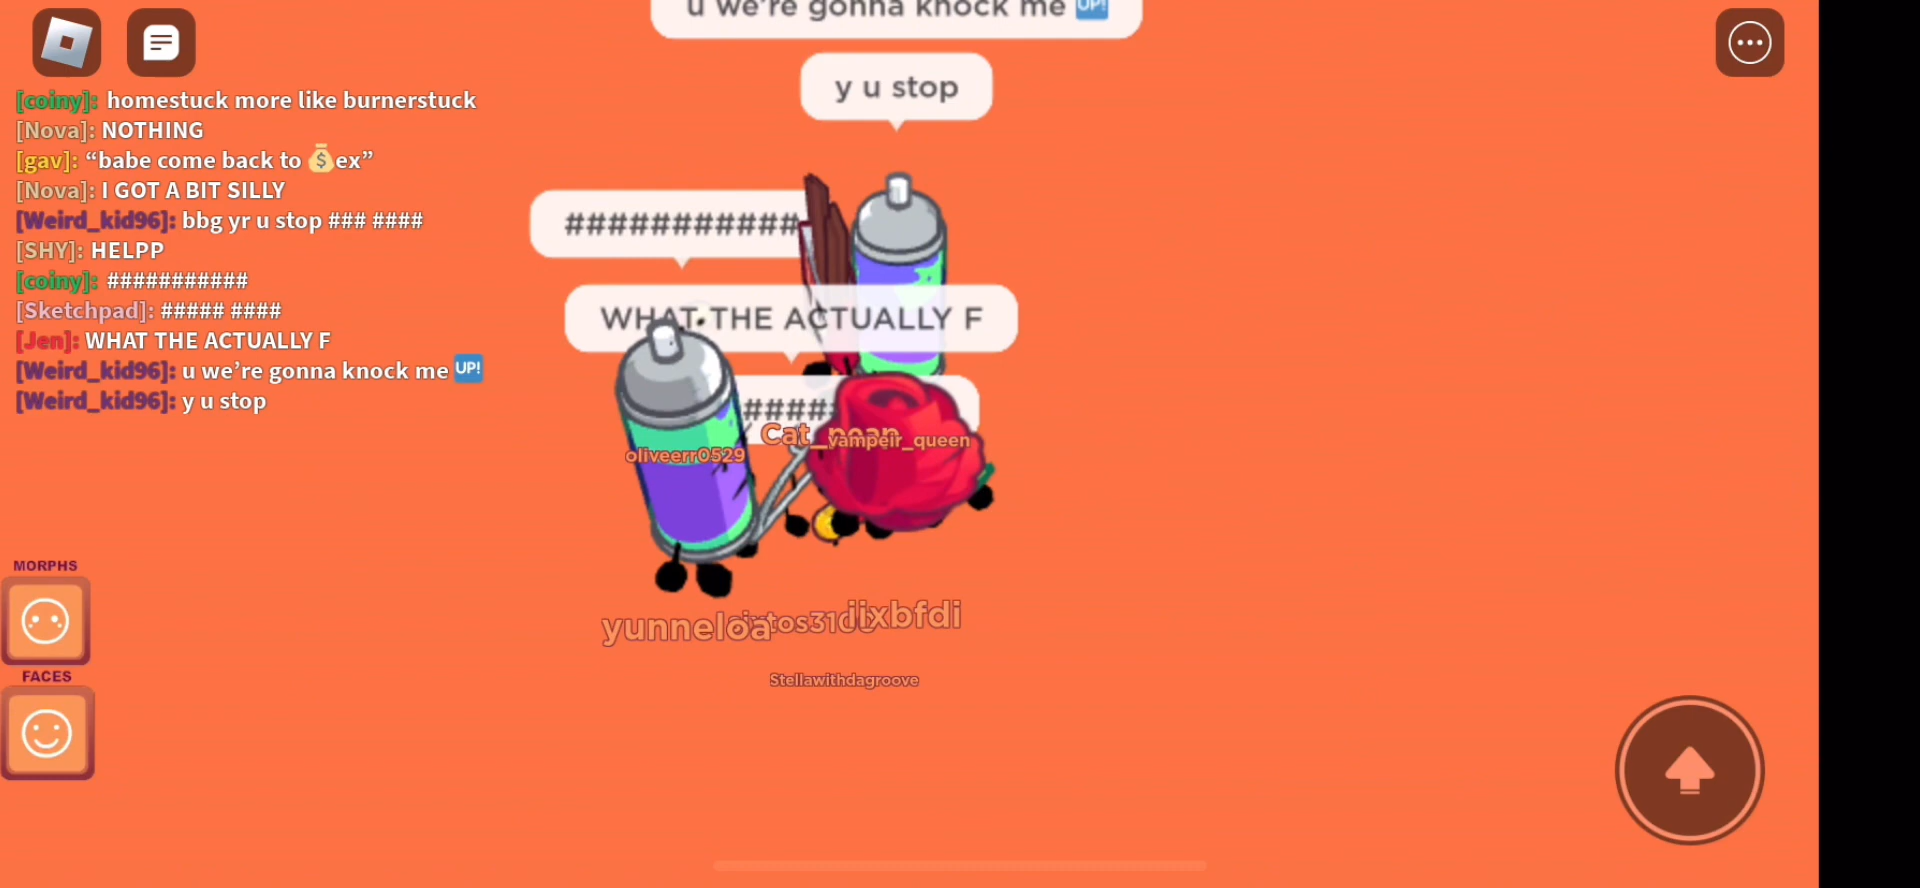 u we're gonna knock me UP!
y u stop
[coiny]: homestuck more like burnerstuck
[Nova]: NOTHING
[gav]: “babe come back to 💰ex”
[Nova]: I GOT A BIT SILLY
[Weird_kid96]: bbg yr u stop ### ####
[SHY]: HELPP
[coiny]: ###########
[Sketchpad]: ##### ####
[Jen]: WHAT THE ACTUALLY F
[Weird_kid96]: u we’re gonna knock me UP!
[Weird_kid96]: y u stop
###########
WHAT THE ACTUALLY F
####
vampeir_queen
oliveerr0529
MORPHS
yunneloa
jixbfdi
FACES
Stellawithdagroove